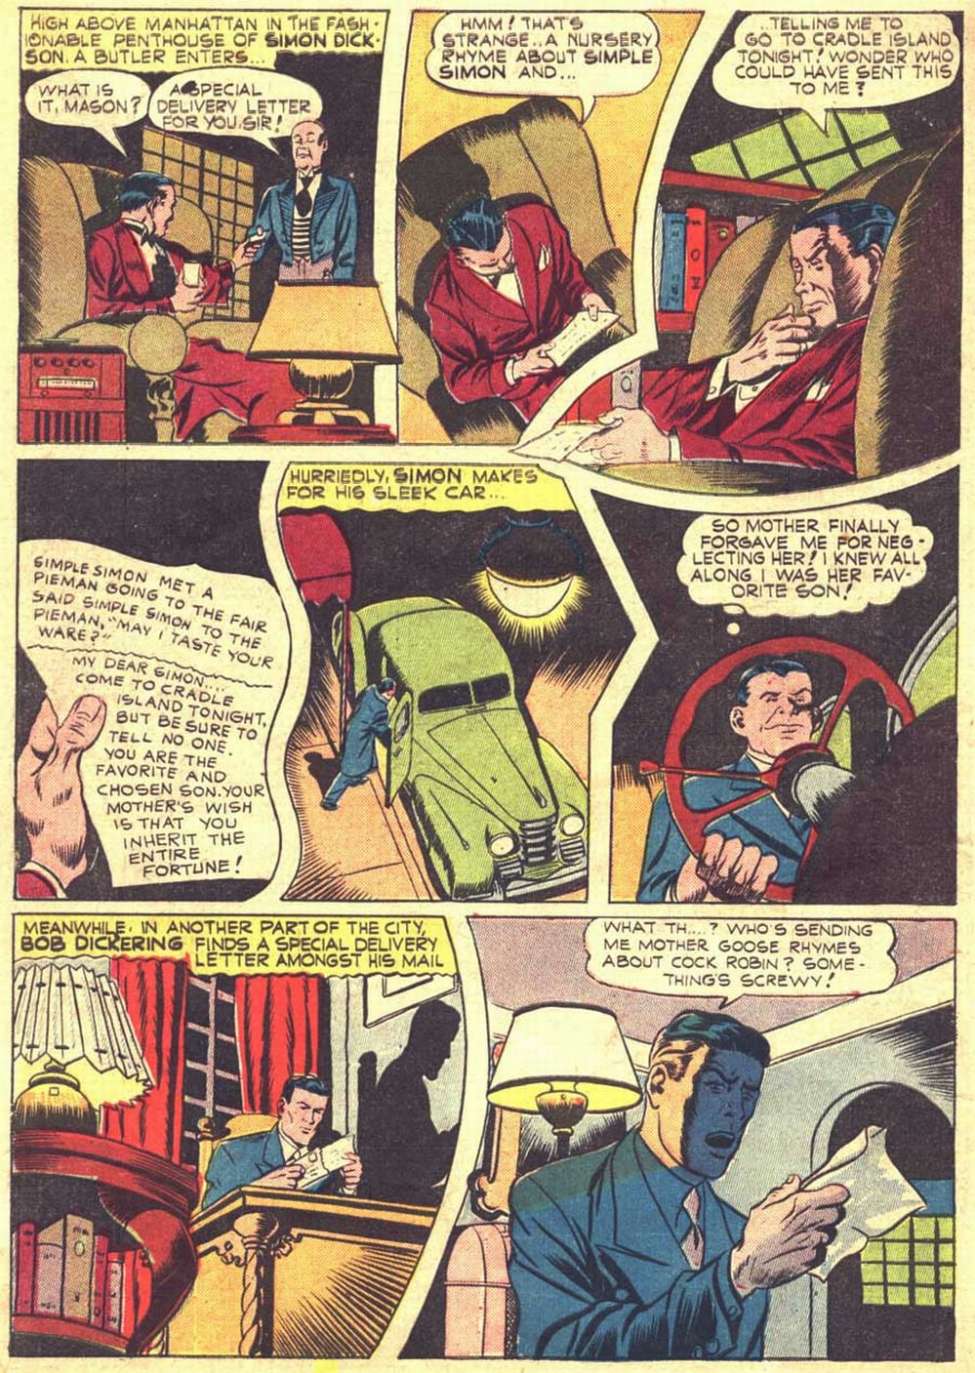 HIGH ABOVE MANHATTAN IN THE FASH-
IONABLE PENTHOUSE OF SIMON DICK-
SON. A BUTLER ENTERS...
WHAT IS
IT, MASON?
A SPECIAL
DELIVERY LETTER
FOR YOU, SIR!
HMM! THAT'S
STRANGE.. A NURSERY
RHYME ABOUT SIMPLE
SIMON AND...
..TELLING ME TO
GO TO CRADLE ISLAND
TONIGHT! WONDER WHO
COULD HAVE SENT THIS
TO ME?
SIMPLE SIMON MET A
PIEMAN GOING TO THE FAIR
SAID SIMPLE SIMON TO THE
PIEMAN, "MAY I TASTE YOUR
WARE?"
MY DEAR SIMON....
COME TO CRADLE
ISLAND TONIGHT,
BUT BE SURE TO
TELL NO ONE.
YOU ARE THE
FAVORITE AND
CHOSEN SON. YOUR
MOTHER'S WISH
IS THAT YOU
INHERIT THE
ENTIRE
FORTUNE!
HURRIEDLY, SIMON MAKES
FOR HIS SLEEK CAR...
SO MOTHER FINALLY
FORGAVE ME FOR NEG-
LECTING HER! I KNEW ALL
ALONG I WAS HER FAV-
ORITE SON!
MEANWHILE, IN ANOTHER PART OF THE CITY,
BOB DICKERING FINDS A SPECIAL DELIVERY
LETTER AMONGST HIS MAIL
WHAT TH....? WHO'S SENDING
ME MOTHER GOOSE RHYMES
ABOUT COCK ROBIN? SOME-
THING'S SCREWY!